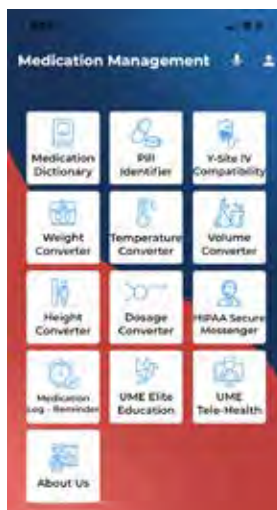 Medication Management
Medication
Dictionary
Pill
Identifier
Y-Site IV
Compatibility
Weight
Converter
Temperature
Converter
Volume
Converter
Height
Converter
Dosage
Converter
HIPAA Secure
Messenger
Medication
Log - Reminder
UME Elite
Education
UME
Tele-Health
About Us